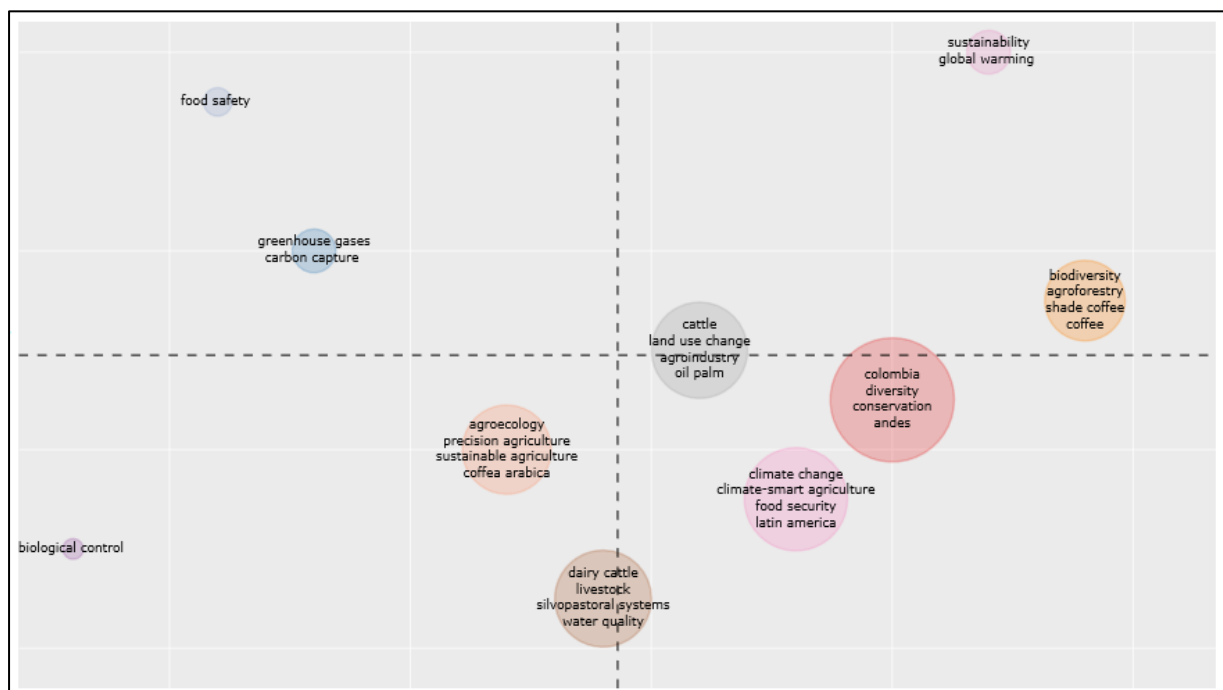 sustainability
global warming
food safety
greenhouse gases
carbon capture
biodiversity
agroforestry
shade coffee
coffee
cattle
land use change
agroindustry
oil palm
colombia
diversity
conservation
andes
agroecology
precision agriculture
sustainable agriculture
coffea arabica
climate change
climate-smart agriculture
food security
latin america
biological control
dairy cattle
livestock
silvopastoral systems
water quality